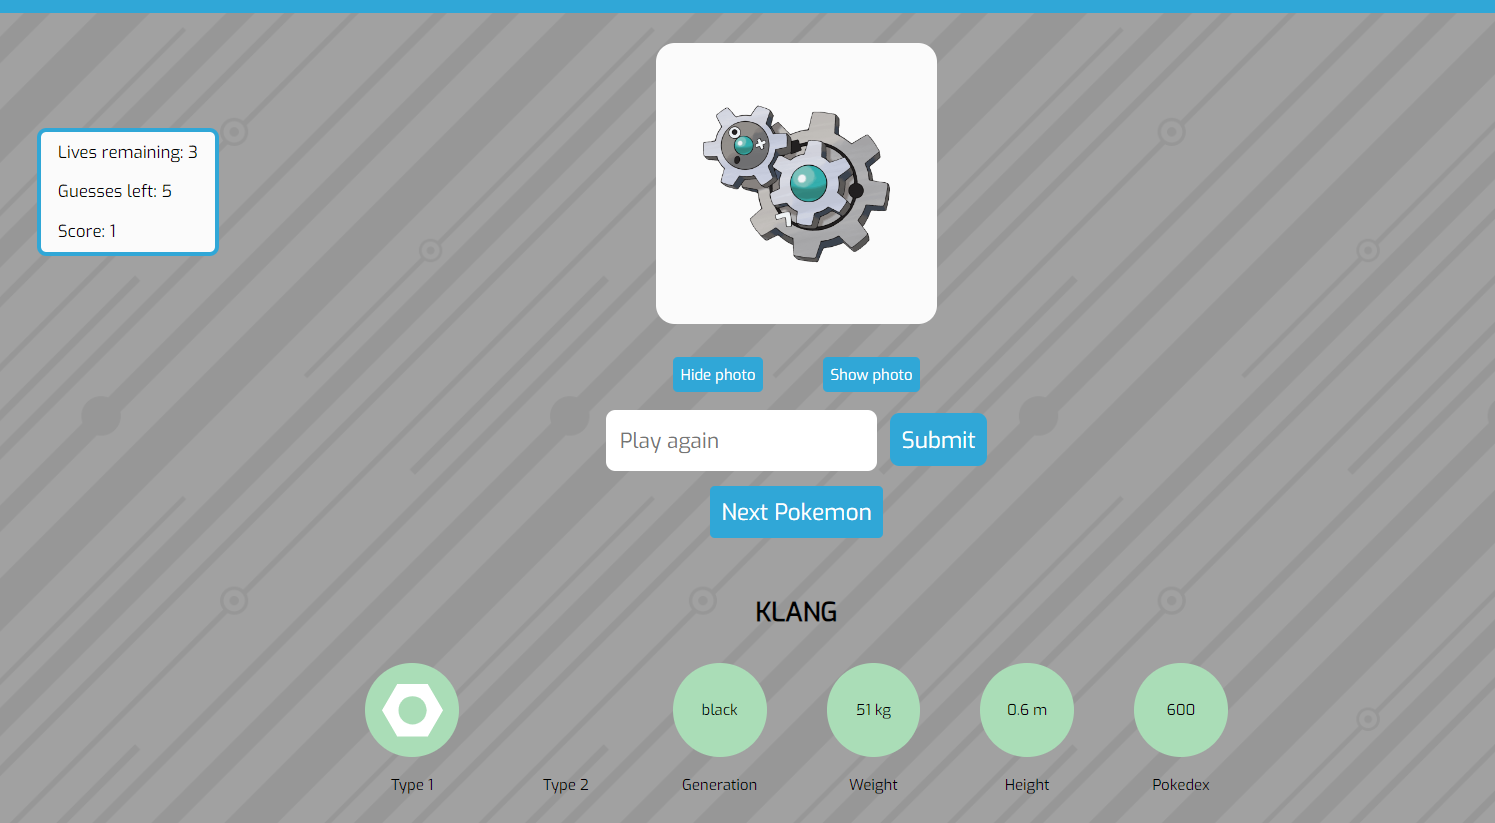 Lives remaining: 3
Guesses left: 5
Score: 1
Hide photo
Show photo
Play again
Submit
Next Pokemon
KLANG
black
51 kg
0.6 m
600
Type 1
Type 2
Generation
Weight
Height
Pokedex